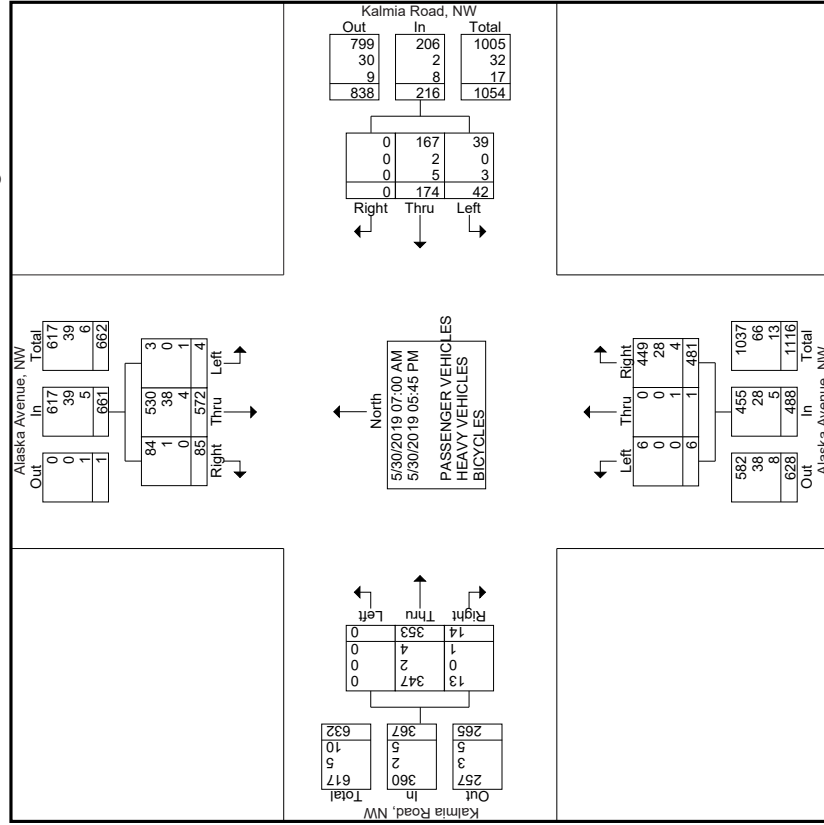 Kalmia Road, NW
Out In Total
799 206 1005
30 2 32
9 8 17
838 216 1054
0 167 39
0 2 0
0 5 3
0 174 42
Right Thru Left
Alaska Avenue, NW
Out In Total
0 617 617
0 39 39
1 5 6
1 661 662
84 530 3
1 38 0
0 4 1
85 572 4
Right Thru Left
North
5/30/2019 07:00 AM
5/30/2019 05:45 PM
PASSENGER VEHICLES
HEAVY VEHICLES
BICYCLES
Left Thru Right
6 0 449
0 0 28
0 1 4
6 1 481
582 455 1037
38 28 66
8 5 13
628 488 1116
Out In Total
Alaska Avenue, NW
Left Thru Right
0 353 14
0 4 1
0 2 0
0 347 13
632 367 265
10 5 5
5 2 3
617 360 257
Total In Out
Kalmia Road, NW